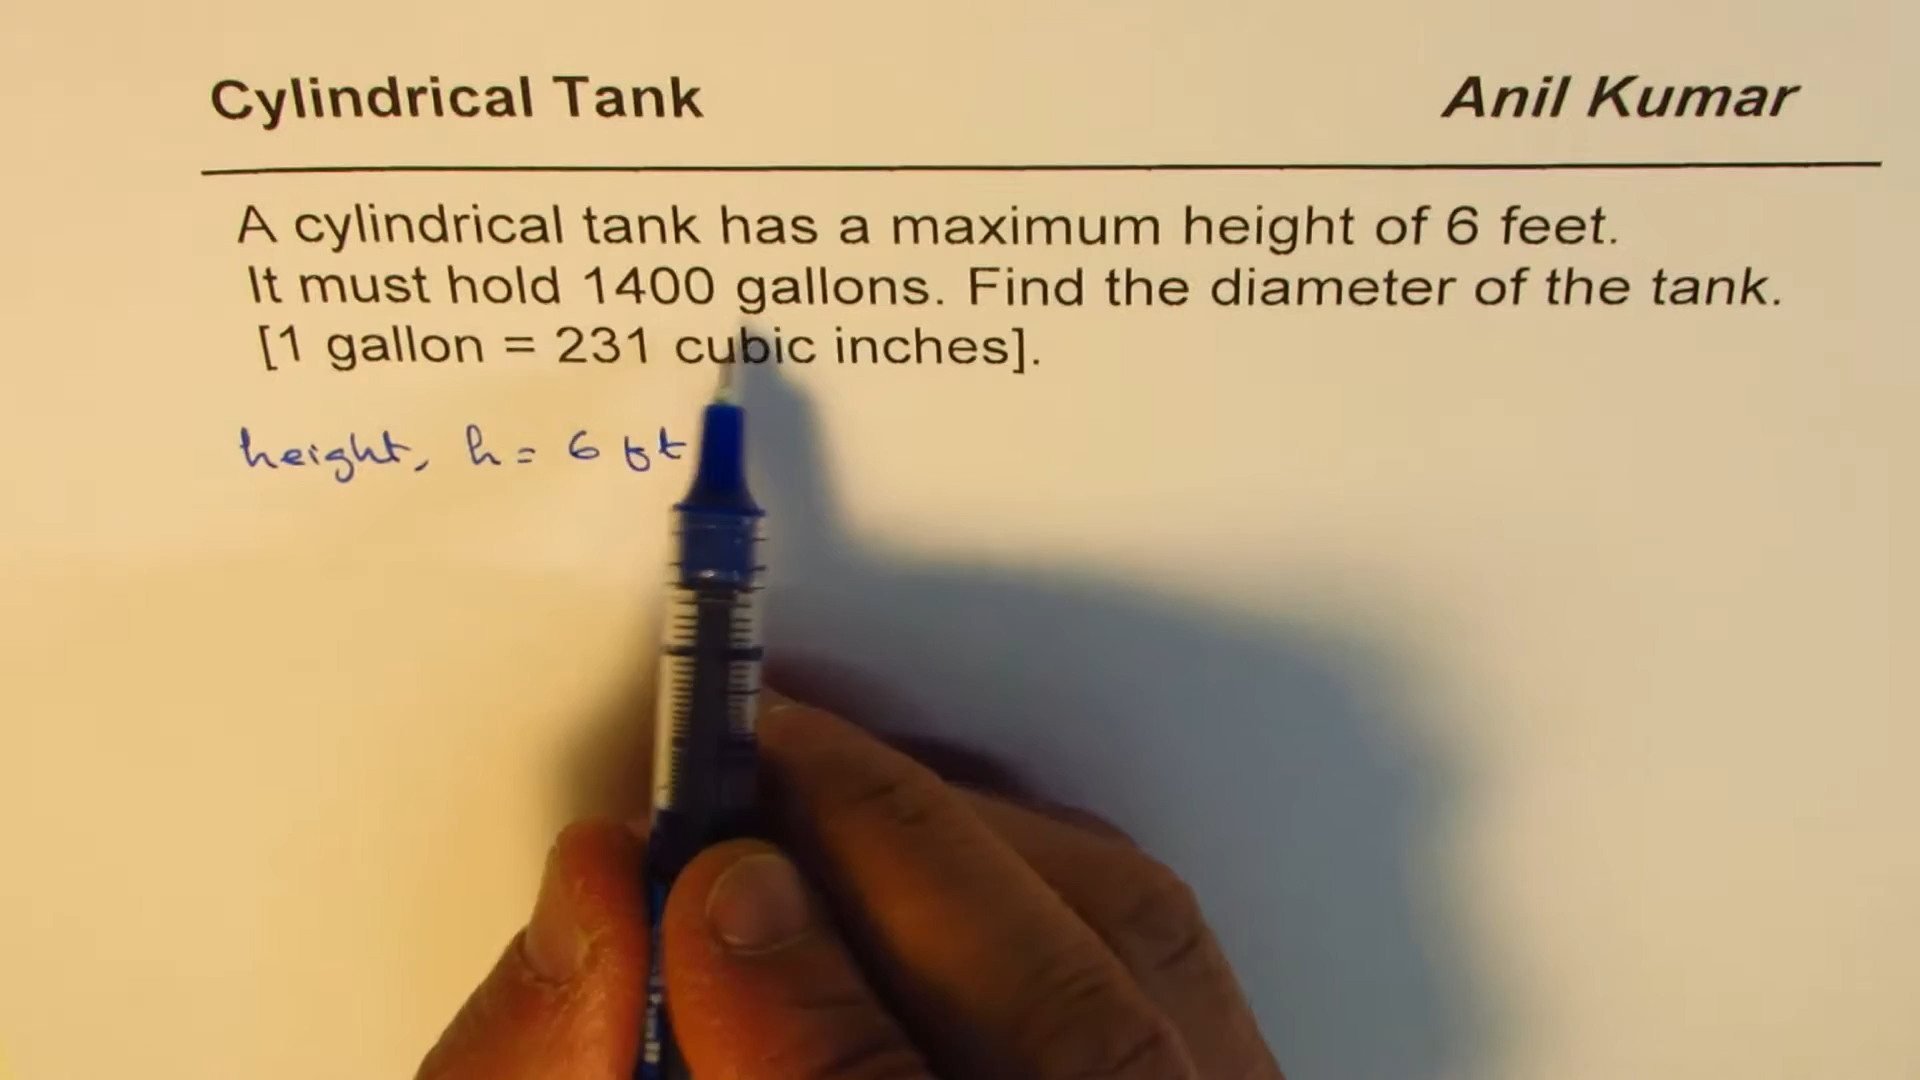 Cylindrical Tank Anil Kumar
A cylindrical tank has a maximum height of 6 feet.
It must hold 1400 gallons. Find the diameter of the tank.
[1 gallon = 231 cubic inches].
height, h = 6 ft